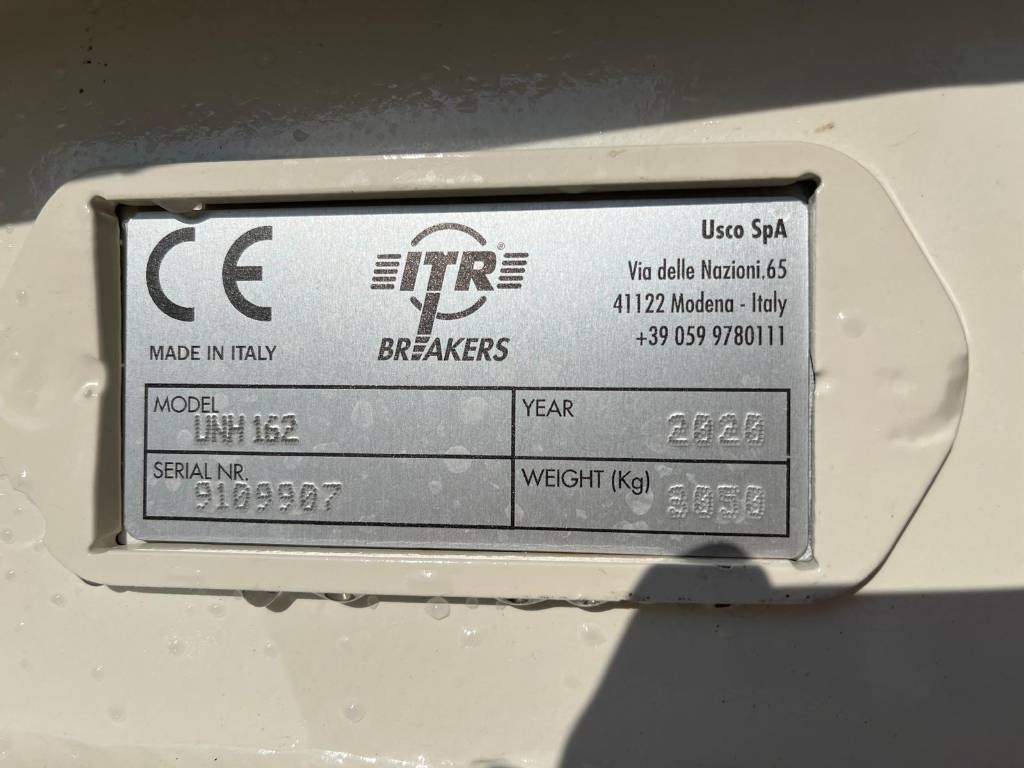 CE
MADE IN ITALY
ITR®
BREAKERS
Usco SpA
Via delle Nazioni.65
41122 Modena - Italy
+39 059 9780111
MODEL
UNH 162
YEAR
2020
SERIAL NR.
9109907
WEIGHT (Kg)
3050